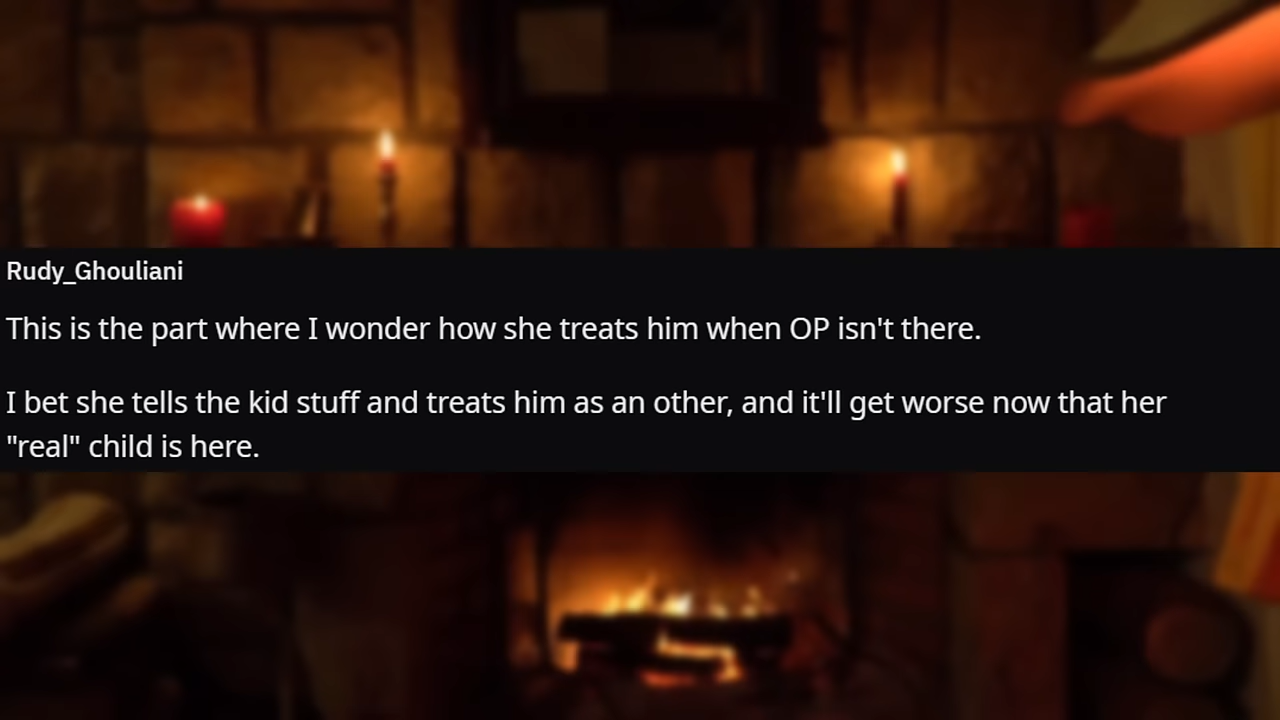 Rudy_Ghouliani
This is the part where I wonder how she treats him when OP isn't there.
I bet she tells the kid stuff and treats him as an other, and it'll get worse now that her
"real" child is here.